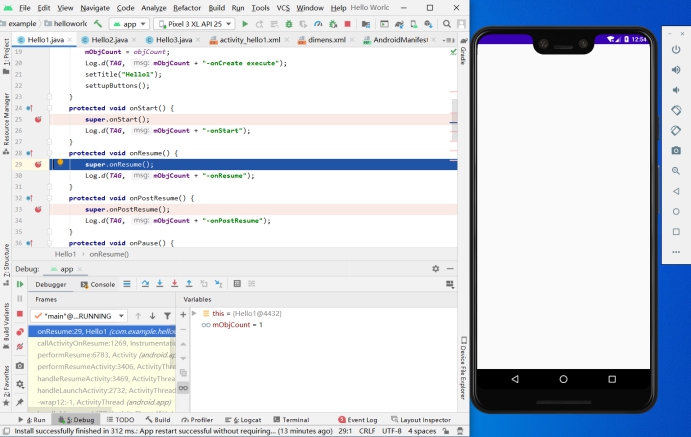 File Edit View Navigate Code Analyze Refactor Build Run Tools VCS Window Help Hello Worlc
example helloworlc app Pixel 3 XL API 25
Hello1.java Hello2.java Hello3.java activity_hello1.xml dimens.xml AndroidManifest
19 mObjCount = objCount;
20 Log.d(TAG, msg: mObjCount + "-onCreate execute");
21 setTitle("Hello1");
22 settupButtons();
23 }
24 protected void onStart() {
25 super.onStart();
26 Log.d(TAG, msg: mObjCount + "-onStart");
27 }
28 protected void onResume() {
29 super.onResume();
30 Log.d(TAG, msg: mObjCount + "-onResume");
31 }
32 protected void onPostResume() {
33 super.onPostResume();
34 Log.d(TAG, msg: mObjCount + "-onPostResume");
35 }
36 protected void onPause() {
Hello1 › onResume()
Debug: app
Debugger Console
Frames Variables
"main"@...RUNNING
this = {Hello1@4432}
mObjCount = 1
onResume:29, Hello1 (com.example.hello
callActivityOnResume:1269, Instrumentatio
performResume:6783, Activity (android.ap
performResumeActivity:3406, ActivityThrea
handleResumeActivity:3469, ActivityThrea
handleLaunchActivity:2732, ActivityThread
-wrap12:-1, ActivityThread (android.app)
4: Run 5: Debug TODO Build Profiler 6: Logcat Terminal Event Log Layout Inspector
Install successfully finished in 312 ms.: App restart successful without requiring... (13 minutes ago) 29:1 CRLF UTF-8 4 spaces
1: Project
Resource Manager
Z: Structure
Build Variants
2: Favorites
Gradle
Device File Explorer
12:54